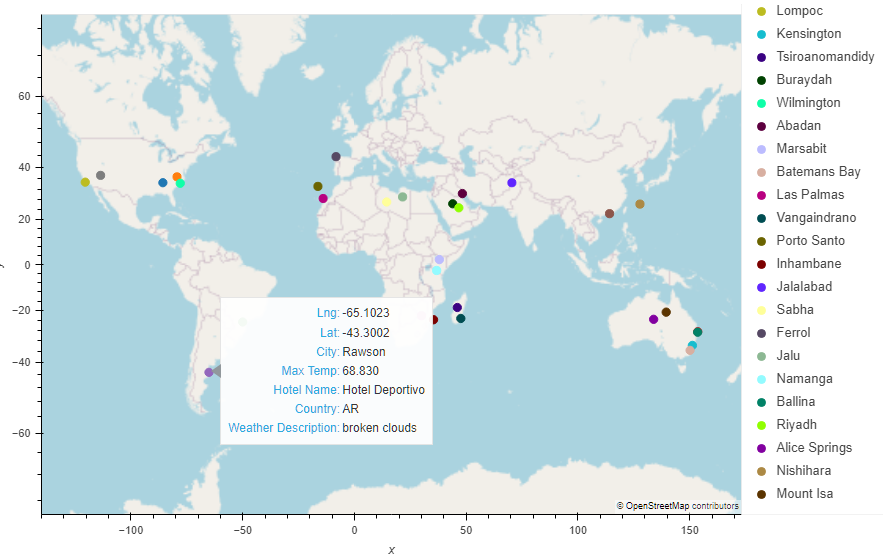 Lompoc
Kensington
Tsiroanomandidy
Buraydah
Wilmington
Abadan
Marsabit
Batemans Bay
Las Palmas
Vangaindrano
Porto Santo
Inhambane
Jalalabad
Sabha
Ferrol
Jalu
Namanga
Ballina
Riyadh
Alice Springs
Nishihara
Mount Isa
60
40
20
0
−20
−40
−60
Lng: -65.1023
Lat: -43.3002
City: Rawson
Max Temp: 68.830
Hotel Name: Hotel Deportivo
Country: AR
Weather Description: broken clouds
© OpenStreetMap contributors
−100
−50
0
50
100
150
x